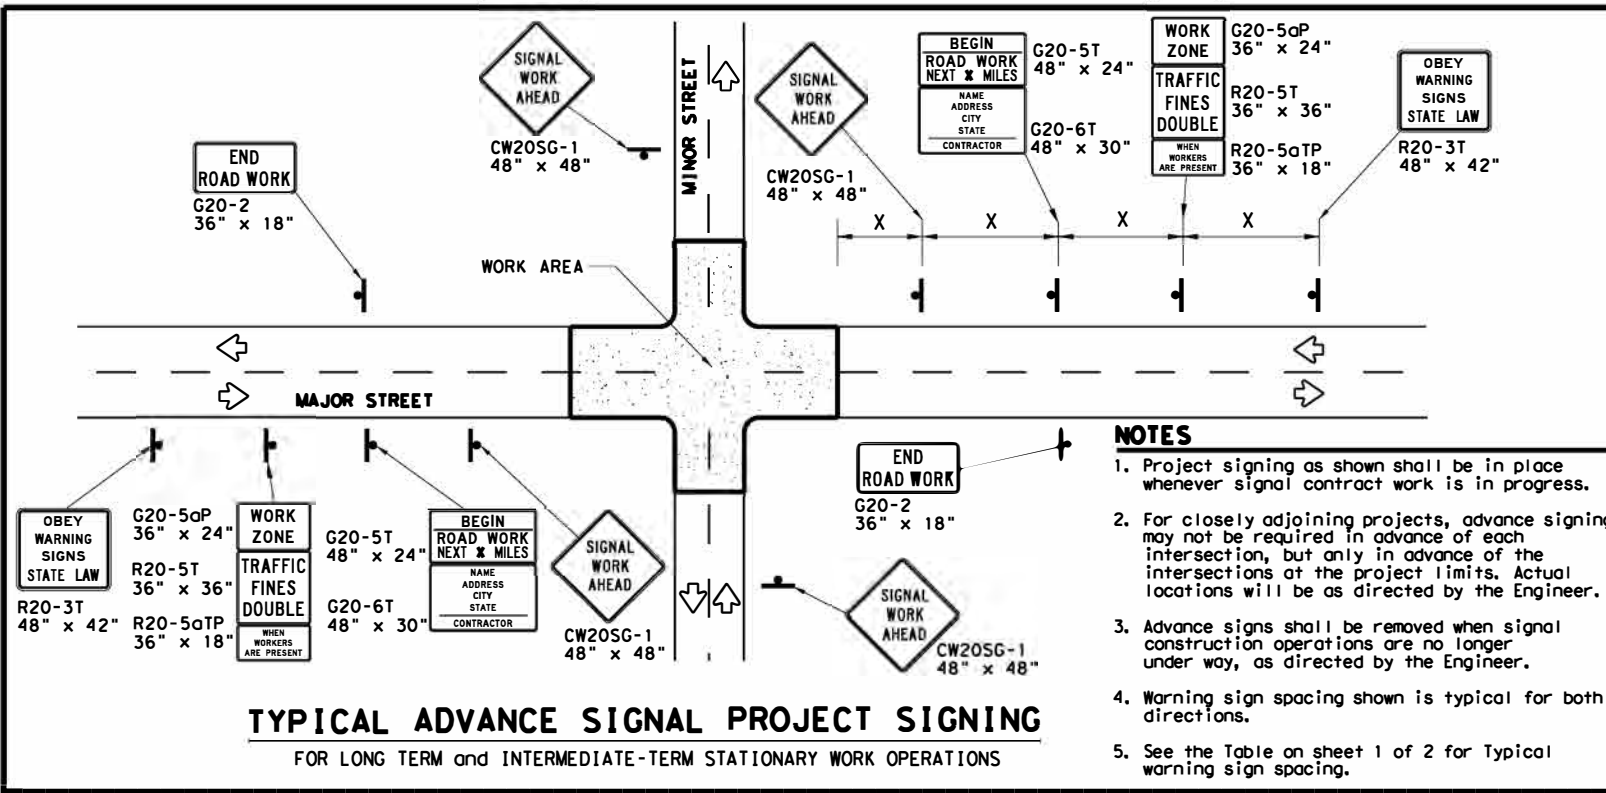 SIGNAL
WORK
AHEAD
CW20SG-1
48" x 48"
END
ROAD WORK
G20-2
36" x 18"
MINOR STREET
SIGNAL
WORK
AHEAD
CW20SG-1
48" x 48"
BEGIN
ROAD WORK
NEXT X MILES
NAME
ADDRESS
CITY
STATE
CONTRACTOR
G20-5T
48" x 24"
G20-6T
48" x 30"
WORK
ZONE
TRAFFIC
FINES
DOUBLE
WHEN
WORKERS
ARE PRESENT
G20-5aP
36" x 24"
R20-5T
36" x 36"
R20-5aTP
36" x 18"
OBEY
WARNING
SIGNS
STATE LAW
R20-3T
48" x 42"
X X X X
WORK AREA
MAJOR STREET
OBEY
WARNING
SIGNS
STATE LAW
R20-3T
48" x 42"
G20-5aP
36" x 24"
R20-5T
36" x 36"
R20-5aTP
36" x 18"
WORK
ZONE
TRAFFIC
FINES
DOUBLE
WHEN
WORKERS
ARE PRESENT
G20-5T
48" x 24"
G20-6T
48" x 30"
BEGIN
ROAD WORK
NEXT X MILES
NAME
ADDRESS
CITY
STATE
CONTRACTOR
SIGNAL
WORK
AHEAD
CW20SG-1
48" x 48"
END
ROAD WORK
G20-2
36" x 18"
SIGNAL
WORK
AHEAD
CW20SG-1
48" x 48"
TYPICAL ADVANCE SIGNAL PROJECT SIGNING
FOR LONG TERM and INTERMEDIATE-TERM STATIONARY WORK OPERATIONS
NOTES
1. Project signing as shown shall be in place
whenever signal contract work is in progress.
2. For closely adjoining projects, advance signing
may not be required in advance of each
intersection, but only in advance of the
intersections at the project limits. Actual
locations will be as directed by the Engineer.
3. Advance signs shall be removed when signal
construction operations are no longer
under way, as directed by the Engineer.
4. Warning sign spacing shown is typical for both
directions.
5. See the Table on sheet 1 of 2 for Typical
warning sign spacing.